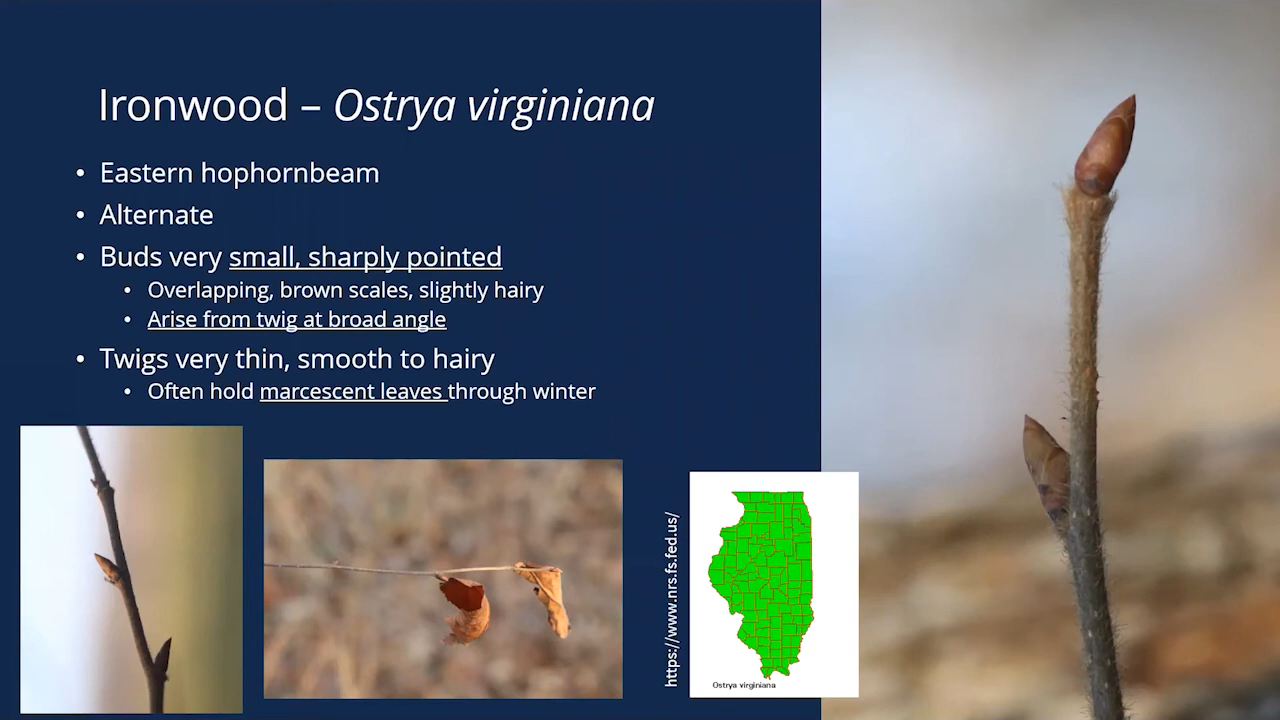 Ironwood – Ostrya virginiana
• Eastern hophornbeam
• Alternate
• Buds very small, sharply pointed
• Overlapping, brown scales, slightly hairy
• Arise from twig at broad angle
• Twigs very thin, smooth to hairy
• Often hold marcescent leaves through winter
https://www.nrs.fs.fed.us/
Ostrya virginiana